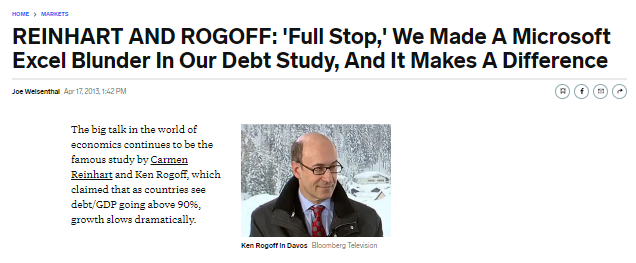 HOME > MARKETS
REINHART AND ROGOFF: 'Full Stop,' We Made A Microsoft
Excel Blunder In Our Debt Study, And It Makes A Difference
Joe Weisenthal Apr 17, 2013, 1:42 PM
The big talk in the world of
economics continues to be the
famous study by Carmen
Reinhart and Ken Rogoff, which
claimed that as countries see
debt/GDP going above 90%,
growth slows dramatically.
Ken Rogoff In Davos Bloomberg Television